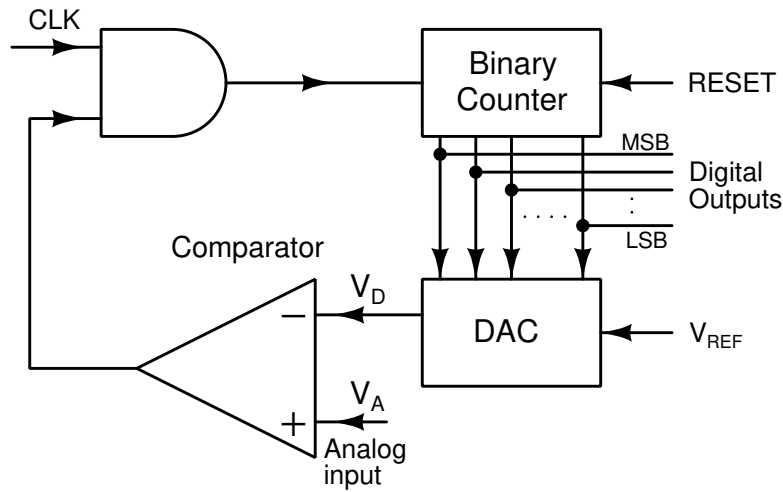 CLK
Binary
Counter
RESET
MSB
Digital
Outputs
LSB
Comparator
V_D
DAC
V_REF
V_A
Analog
input